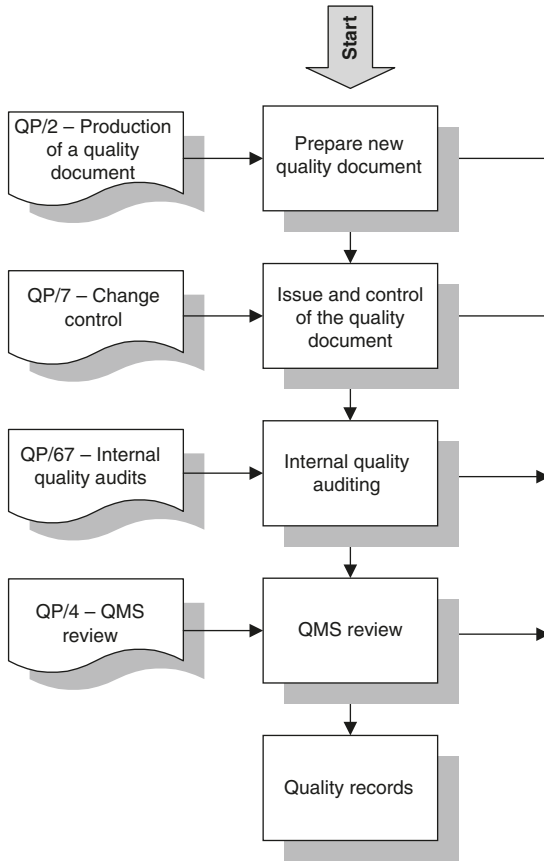 Start
QP/2 – Production
of a quality
document
Prepare new
quality document
QP/7 – Change
control
Issue and control
of the quality
document
QP/67 – Internal
quality audits
Internal quality
auditing
QP/4 – QMS
review
QMS review
Quality records